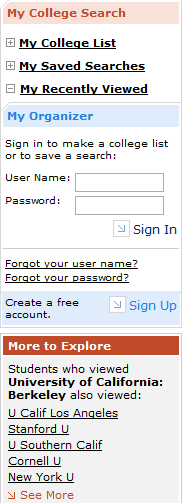 My College Search
My College List
My Saved Searches
My Recently Viewed
My Organizer
Sign in to make a college list
or to save a search:
User Name:
Password:
Sign In
Forgot your user name?
Forgot your password?
Create a free
account.
Sign Up
More to Explore
Students who viewed
University of California:
Berkeley also viewed:
U Calif Los Angeles
Stanford U
U Southern Calif
Cornell U
New York U
See More